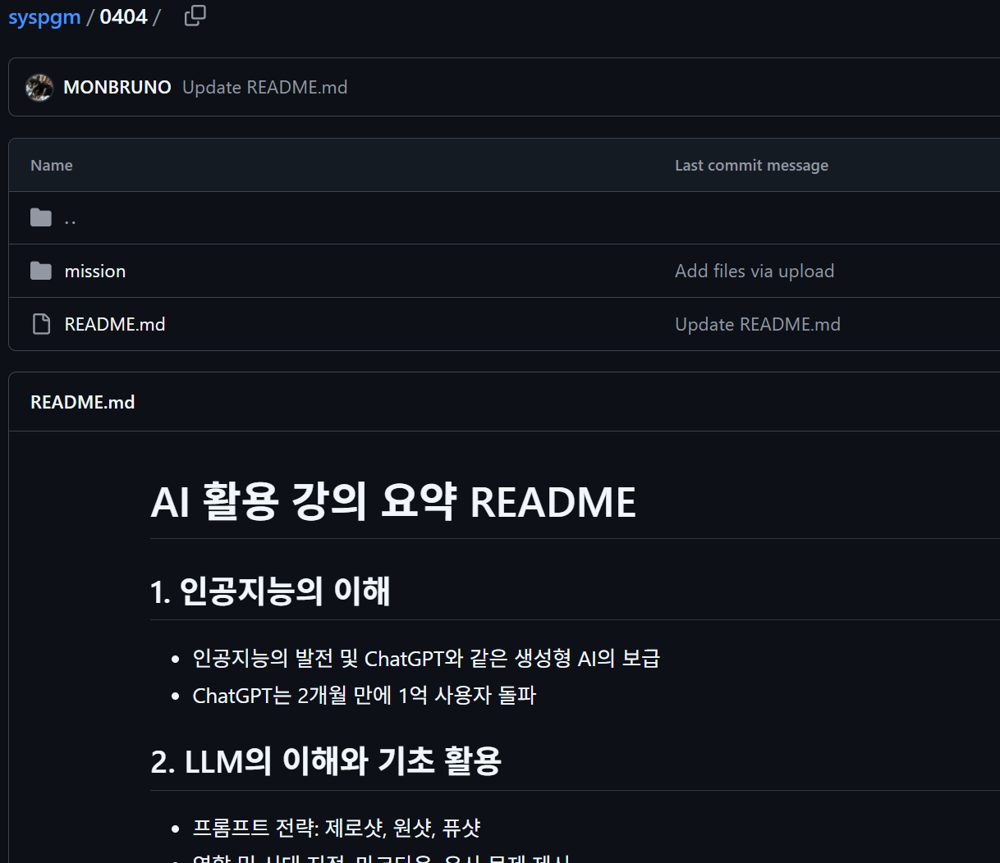 syspgm / 0404 /
MONBRUNO Update README.md
Name Last commit message
..
mission Add files via upload
README.md Update README.md
README.md
AI 활용 강의 요약 README
1. 인공지능의 이해
• 인공지능의 발전 및 ChatGPT와 같은 생성형 AI의 보급
• ChatGPT는 2개월 만에 1억 사용자 돌파
2. LLM의 이해와 기초 활용
• 프롬프트 전략: 제로샷, 원샷, 퓨샷